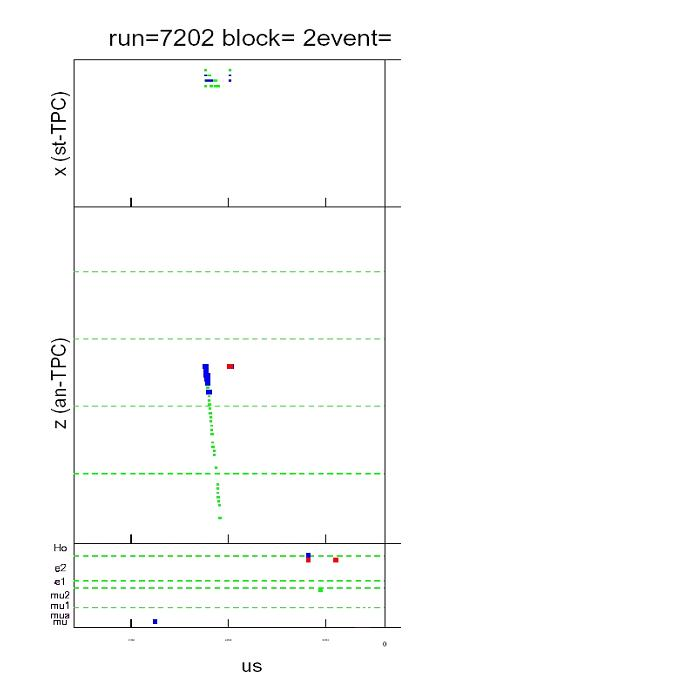 run=7202 block= 2event=
x (st-TPC)
z (an-TPC)
Ho
e2
e1
mu2
mu1
mua
mu
0
us